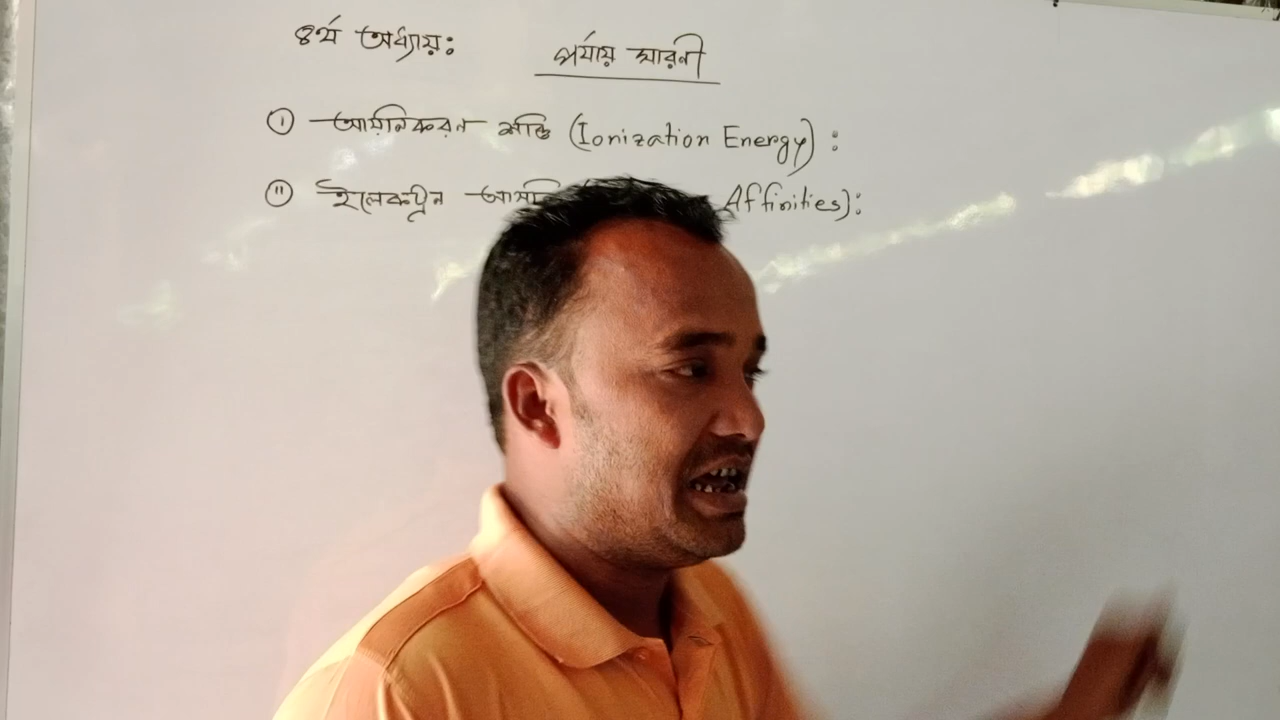 ৪র্থ অধ্যায়ঃ
পর্যায় সারণী
(i) আয়নিকরণ শক্তি (Ionization Energy) :
(ii) ইলেকট্রন Affinities):